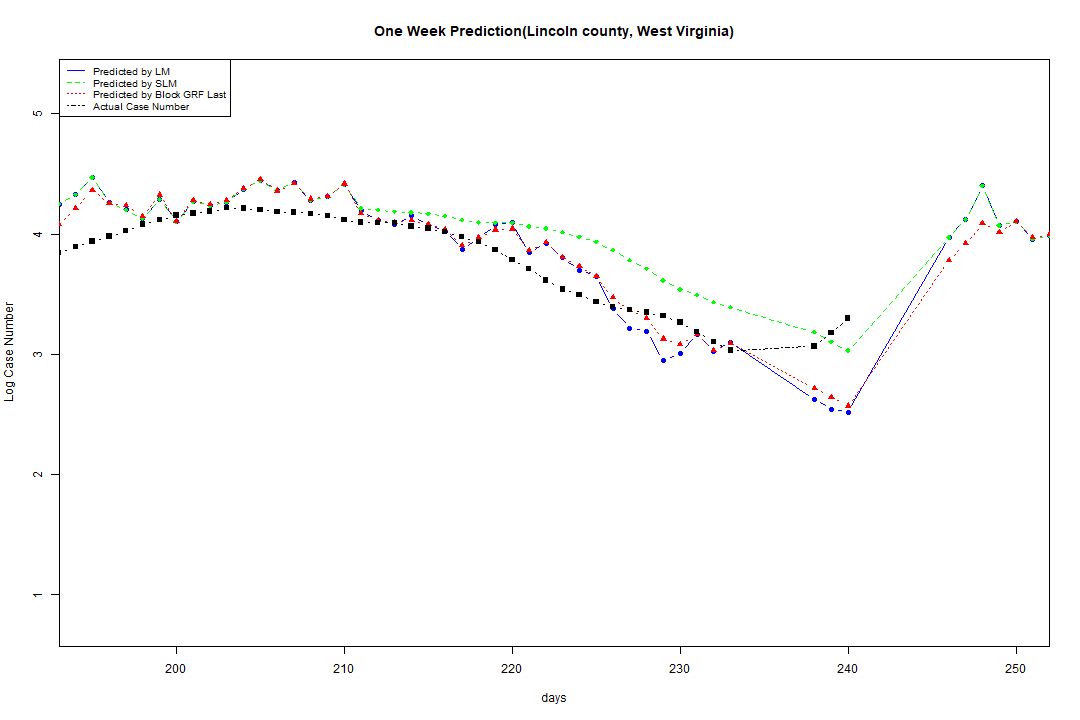 One Week Prediction(Lincoln county, West Virginia)
Predicted by LM
Predicted by SLM
Predicted by Block GRF Last
Actual Case Number
5
4
3
2
1
Log Case Number
200 210 220 230 240 250
days